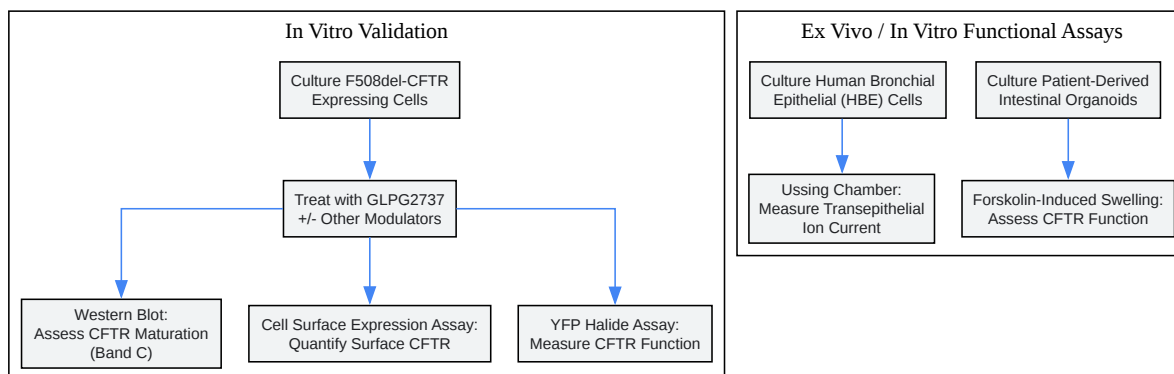 In Vitro Validation
Culture F508del-CFTR
Expressing Cells
Treat with GLPG2737
+/- Other Modulators
Western Blot:
Assess CFTR Maturation
(Band C)
Cell Surface Expression Assay:
Quantify Surface CFTR
YFP Halide Assay:
Measure CFTR Function
Ex Vivo / In Vitro Functional Assays
Culture Human Bronchial
Epithelial (HBE) Cells
Culture Patient-Derived
Intestinal Organoids
Ussing Chamber:
Measure Transepithelial
Ion Current
Forskolin-Induced Swelling:
Assess CFTR Function